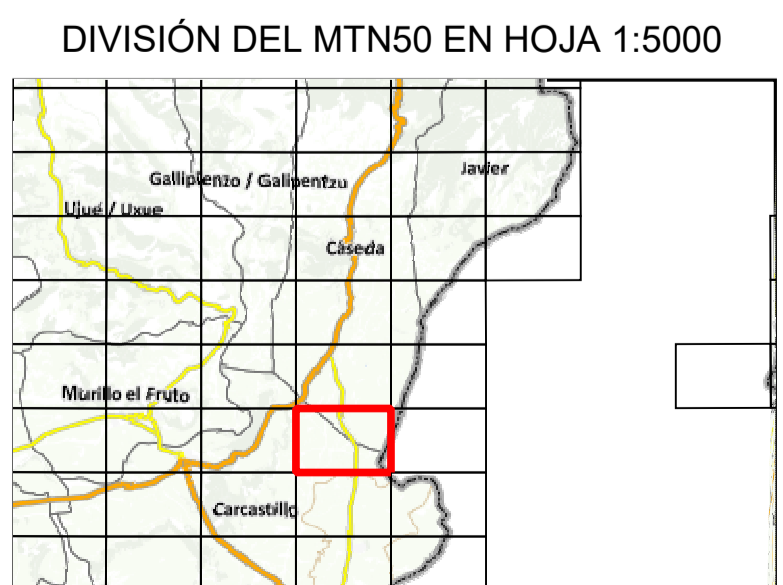 DIVISIÓN DEL MTN50 EN HOJA 1:5000
Javier
Gallipienzo / Galipentzu
Ujué / Uxue
Cáseda
Murillo el Fruto
Carcastillo